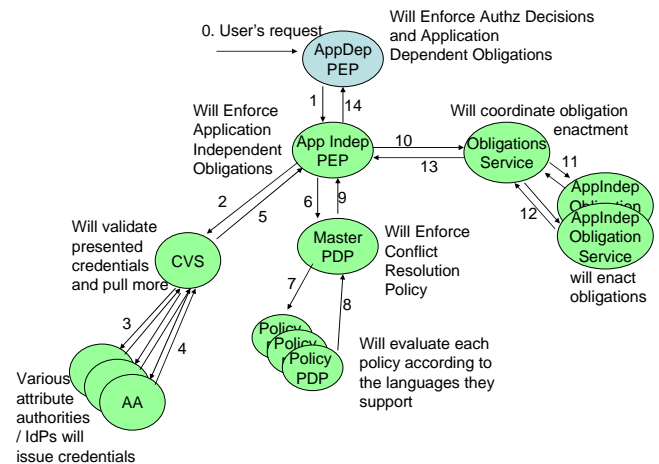 0. User's request
AppDep
PEP
Will Enforce Authz Decisions
and Application
Dependent Obligations
1
14
Will Enforce
Application
Independent
Obligations
App Indep
PEP
10
13
Will coordinate obligation
enactment
Obligations
Service
11
12
AppIndep
Obligation
AppIndep
Obligation
Service
will enact
obligations
2
5
6
9
Will validate
presented
credentials
and pull more
CVS
Master
PDP
Will Enforce
Conflict
Resolution
Policy
3
4
7
8
Policy
Policy
Policy
PDP
Will evaluate each
policy according to
the languages they
support
Various
attribute
authorities
/ IdPs will
issue credentials
AA